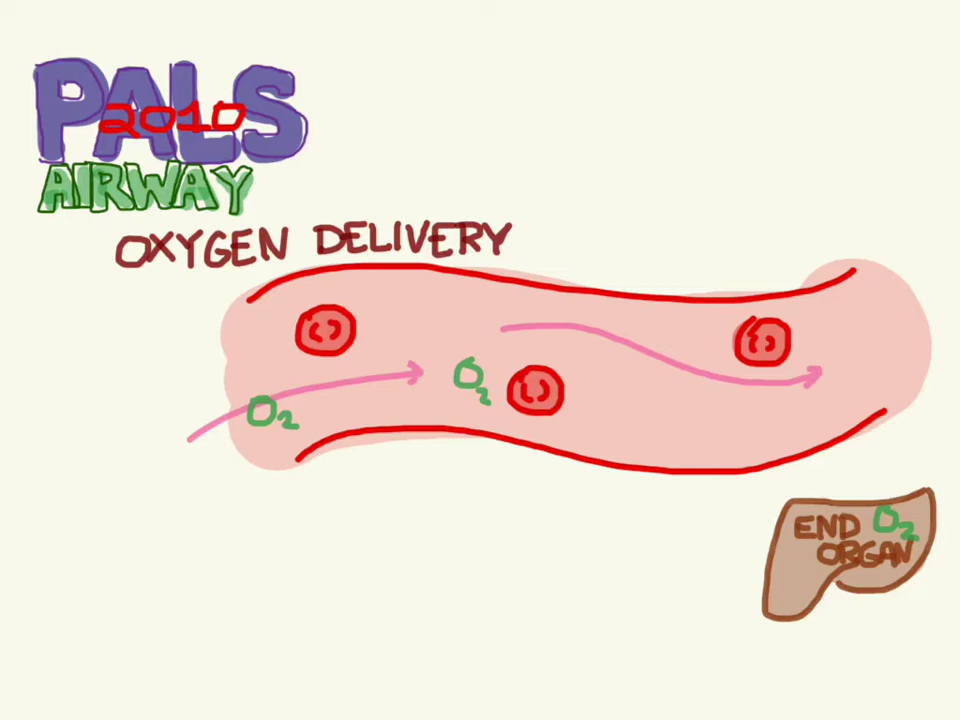 PALS
2010
AIRWAY
OXYGEN DELIVERY
O2
O2
END O2
ORGAN